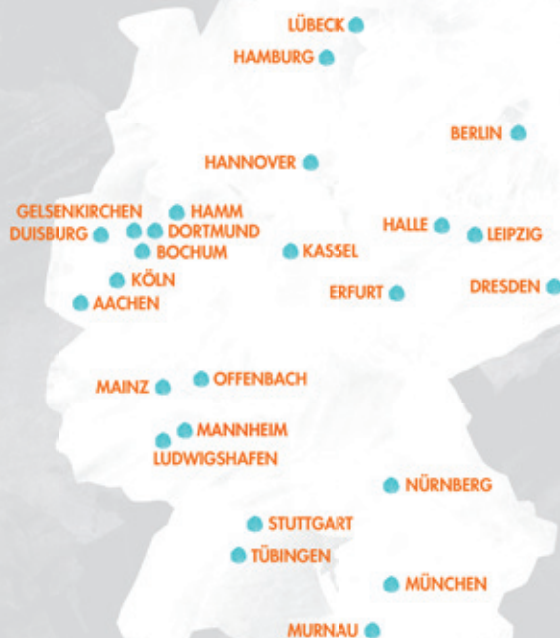 LÜBECK
HAMBURG
BERLIN
HANNOVER
GELSENKIRCHEN
HAMM
DUISBURG
DORTMUND
HALLE
LEIPZIG
BOCHUM
KASSEL
KÖLN
ERFURT
DRESDEN
AACHEN
MAINZ
OFFENBACH
MANNHEIM
LUDWIGSHAFEN
NÜRNBERG
STUTTGART
TÜBINGEN
MÜNCHEN
MURNAU